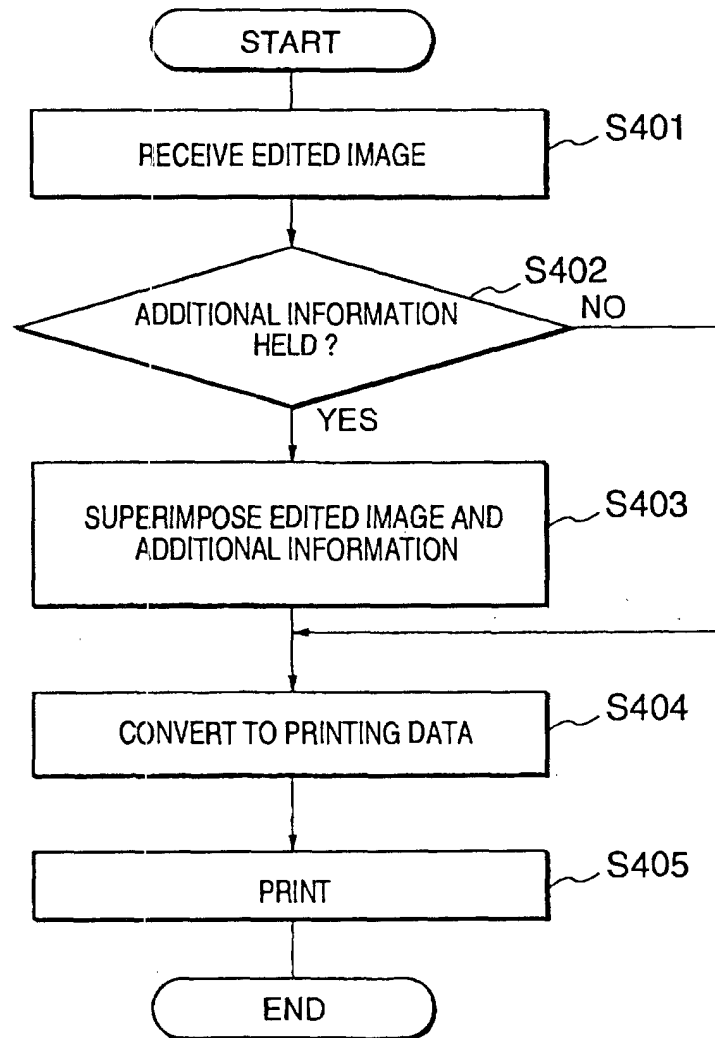 START
RECEIVE EDITED IMAGE
S401
S402
ADDITIONAL INFORMATION
HELD ?
NO
YES
SUPERIMPOSE EDITED IMAGE AND
ADDITIONAL INFORMATION
S403
CONVERT TO PRINTING DATA
S404
PRINT
S405
END